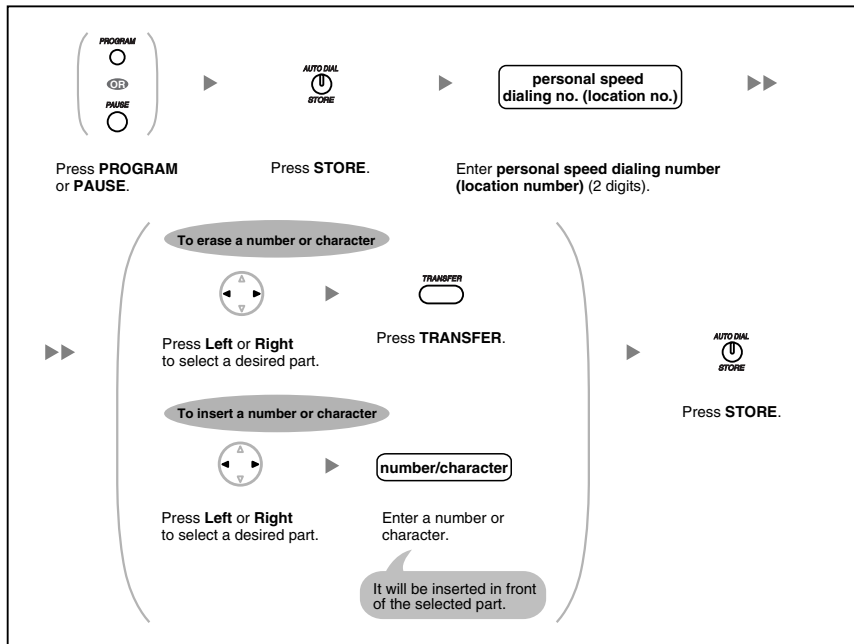 PROGRAM
OR
PAUSE
AUTO DIAL
STORE
personal speed
dialing no. (location no.)
Press PROGRAM
or PAUSE.
Press STORE.
Enter personal speed dialing number
(location number) (2 digits).
To erase a number or character
TRANSFER
Press Left or Right
to select a desired part.
Press TRANSFER.
AUTO DIAL
STORE
Press STORE.
To insert a number or character
number/character
Press Left or Right
to select a desired part.
Enter a number or
character.
It will be inserted in front
of the selected part.